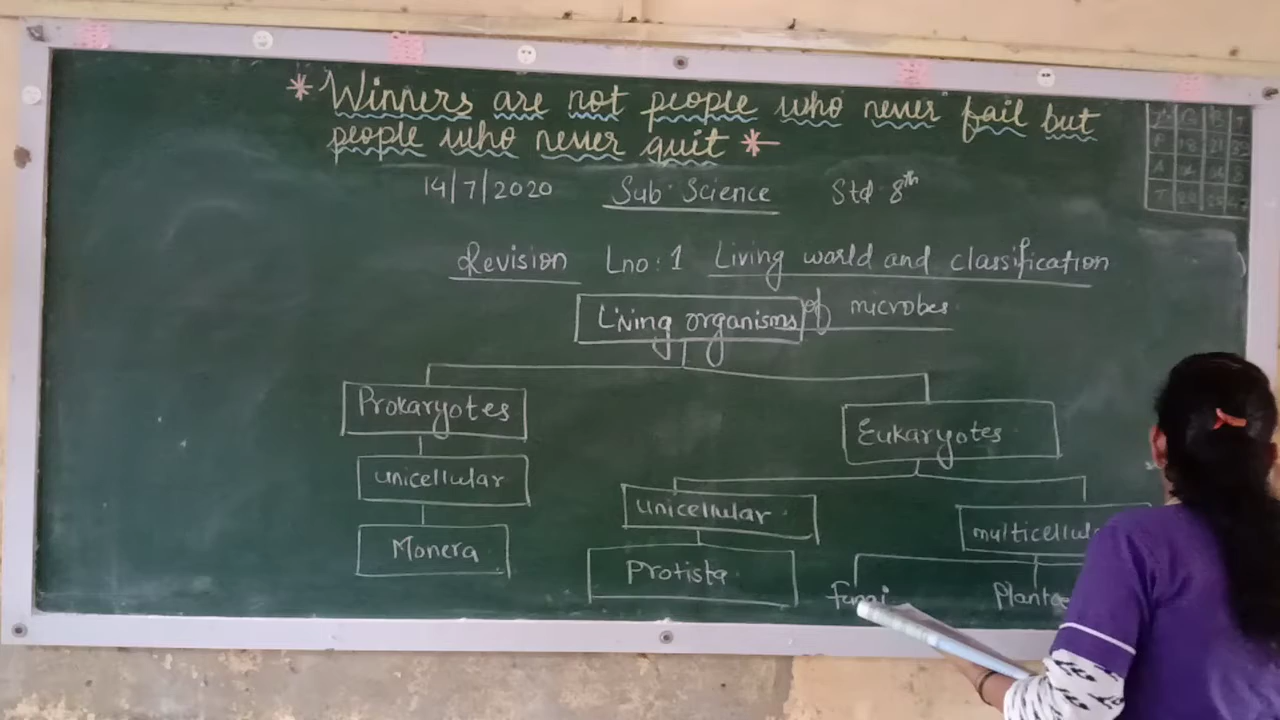 * Winners are not people who never fail but
people who never quit *
14/7/2020 Sub. Science Std 8th
Revision Lno: 1 Living world and classification
of microbes
Living organisms
Prokaryotes
Eukaryotes
unicellular
unicellular
multicellul
Monera
Protista
fungi
Plantae